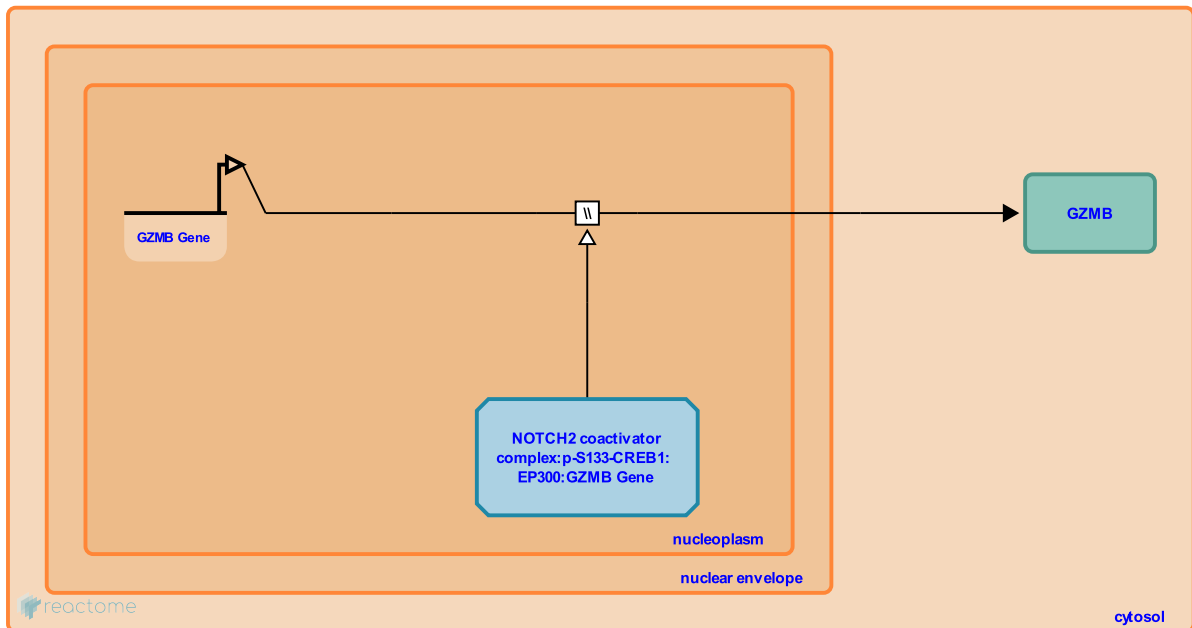 GZMB Gene
\\
GZMB
NOTCH2 coactivator
complex:p-S133-CREB1:
EP300:GZMB Gene
nucleoplasm
nuclear envelope
reactome
cytosol